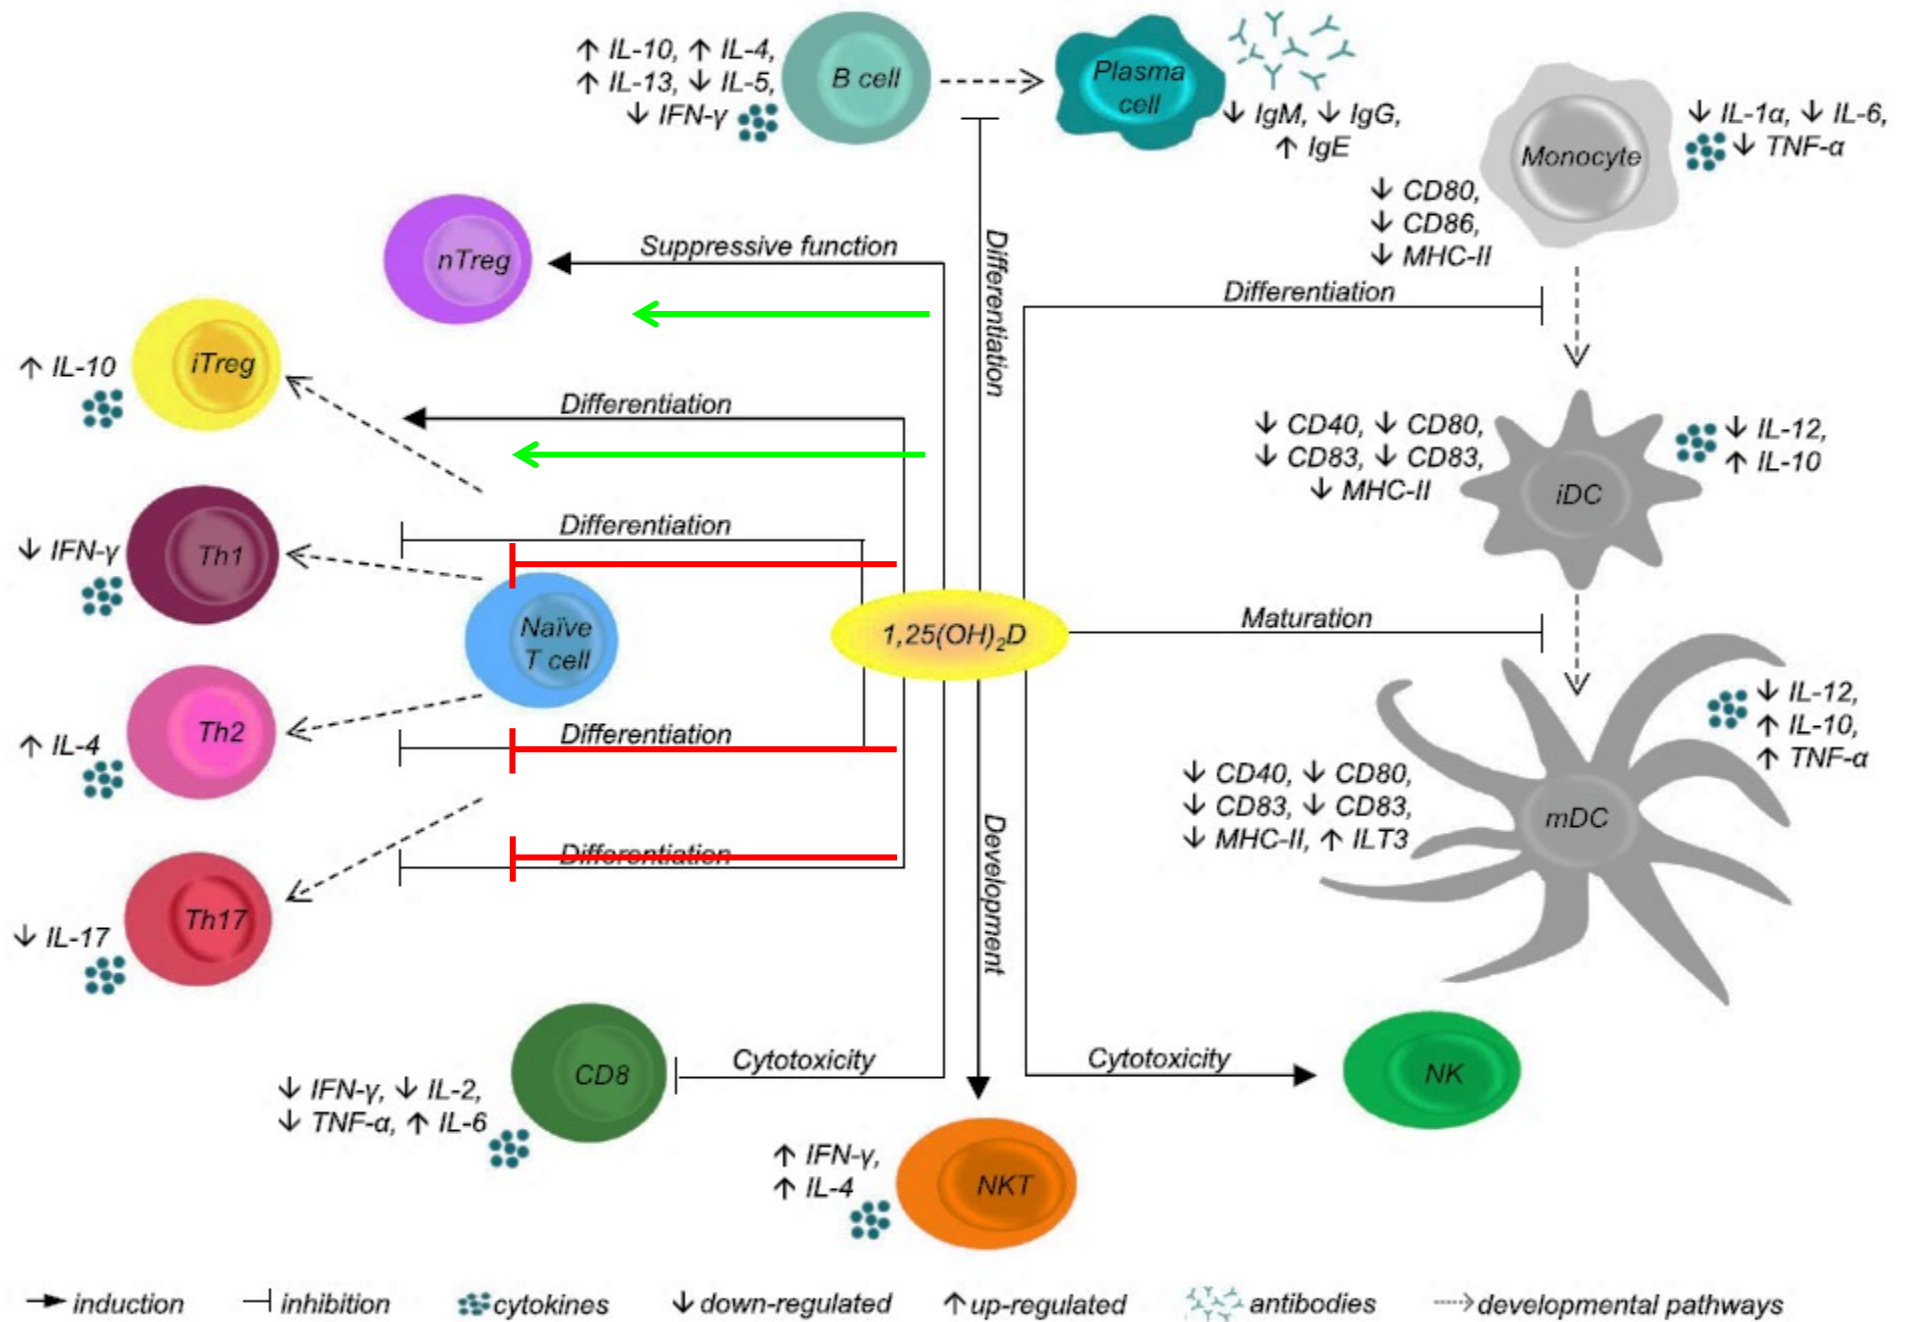 ↑ IL-10, ↑ IL-4,
↑ IL-13, ↓ IL-5,
↓ IFN-γ
B cell
Plasma
cell
↓ IgM, ↓ IgG,
↑ IgE
Monocyte
↓ IL-1α, ↓ IL-6,
↓ TNF-α
↓ CD80,
↓ CD86,
↓ MHC-II
nTreg
Suppressive function
Differentiation
Differentiation
iTreg
↑ IL-10
Differentiation
↓ CD40, ↓ CD80,
↓ CD83, ↓ CD83,
↓ MHC-II
iDC
↓ IL-12,
↑ IL-10
Differentiation
Th1
↓ IFN-γ
Naïve
T cell
1,25(OH)₂D
Maturation
Th2
↑ IL-4
Differentiation
↓ IL-12,
↑ IL-10,
↑ TNF-α
↓ CD40, ↓ CD80,
↓ CD83, ↓ CD83,
↓ MHC-II, ↑ ILT3
mDC
Differentiation
Development
Th17
↓ IL-17
CD8
Cytotoxicity
↓ IFN-γ, ↓ IL-2,
↓ TNF-α, ↑ IL-6
Cytotoxicity
NK
↑ IFN-γ,
↑ IL-4
NKT
induction
inhibition
cytokines
↓ down-regulated
↑ up-regulated
antibodies
developmental pathways